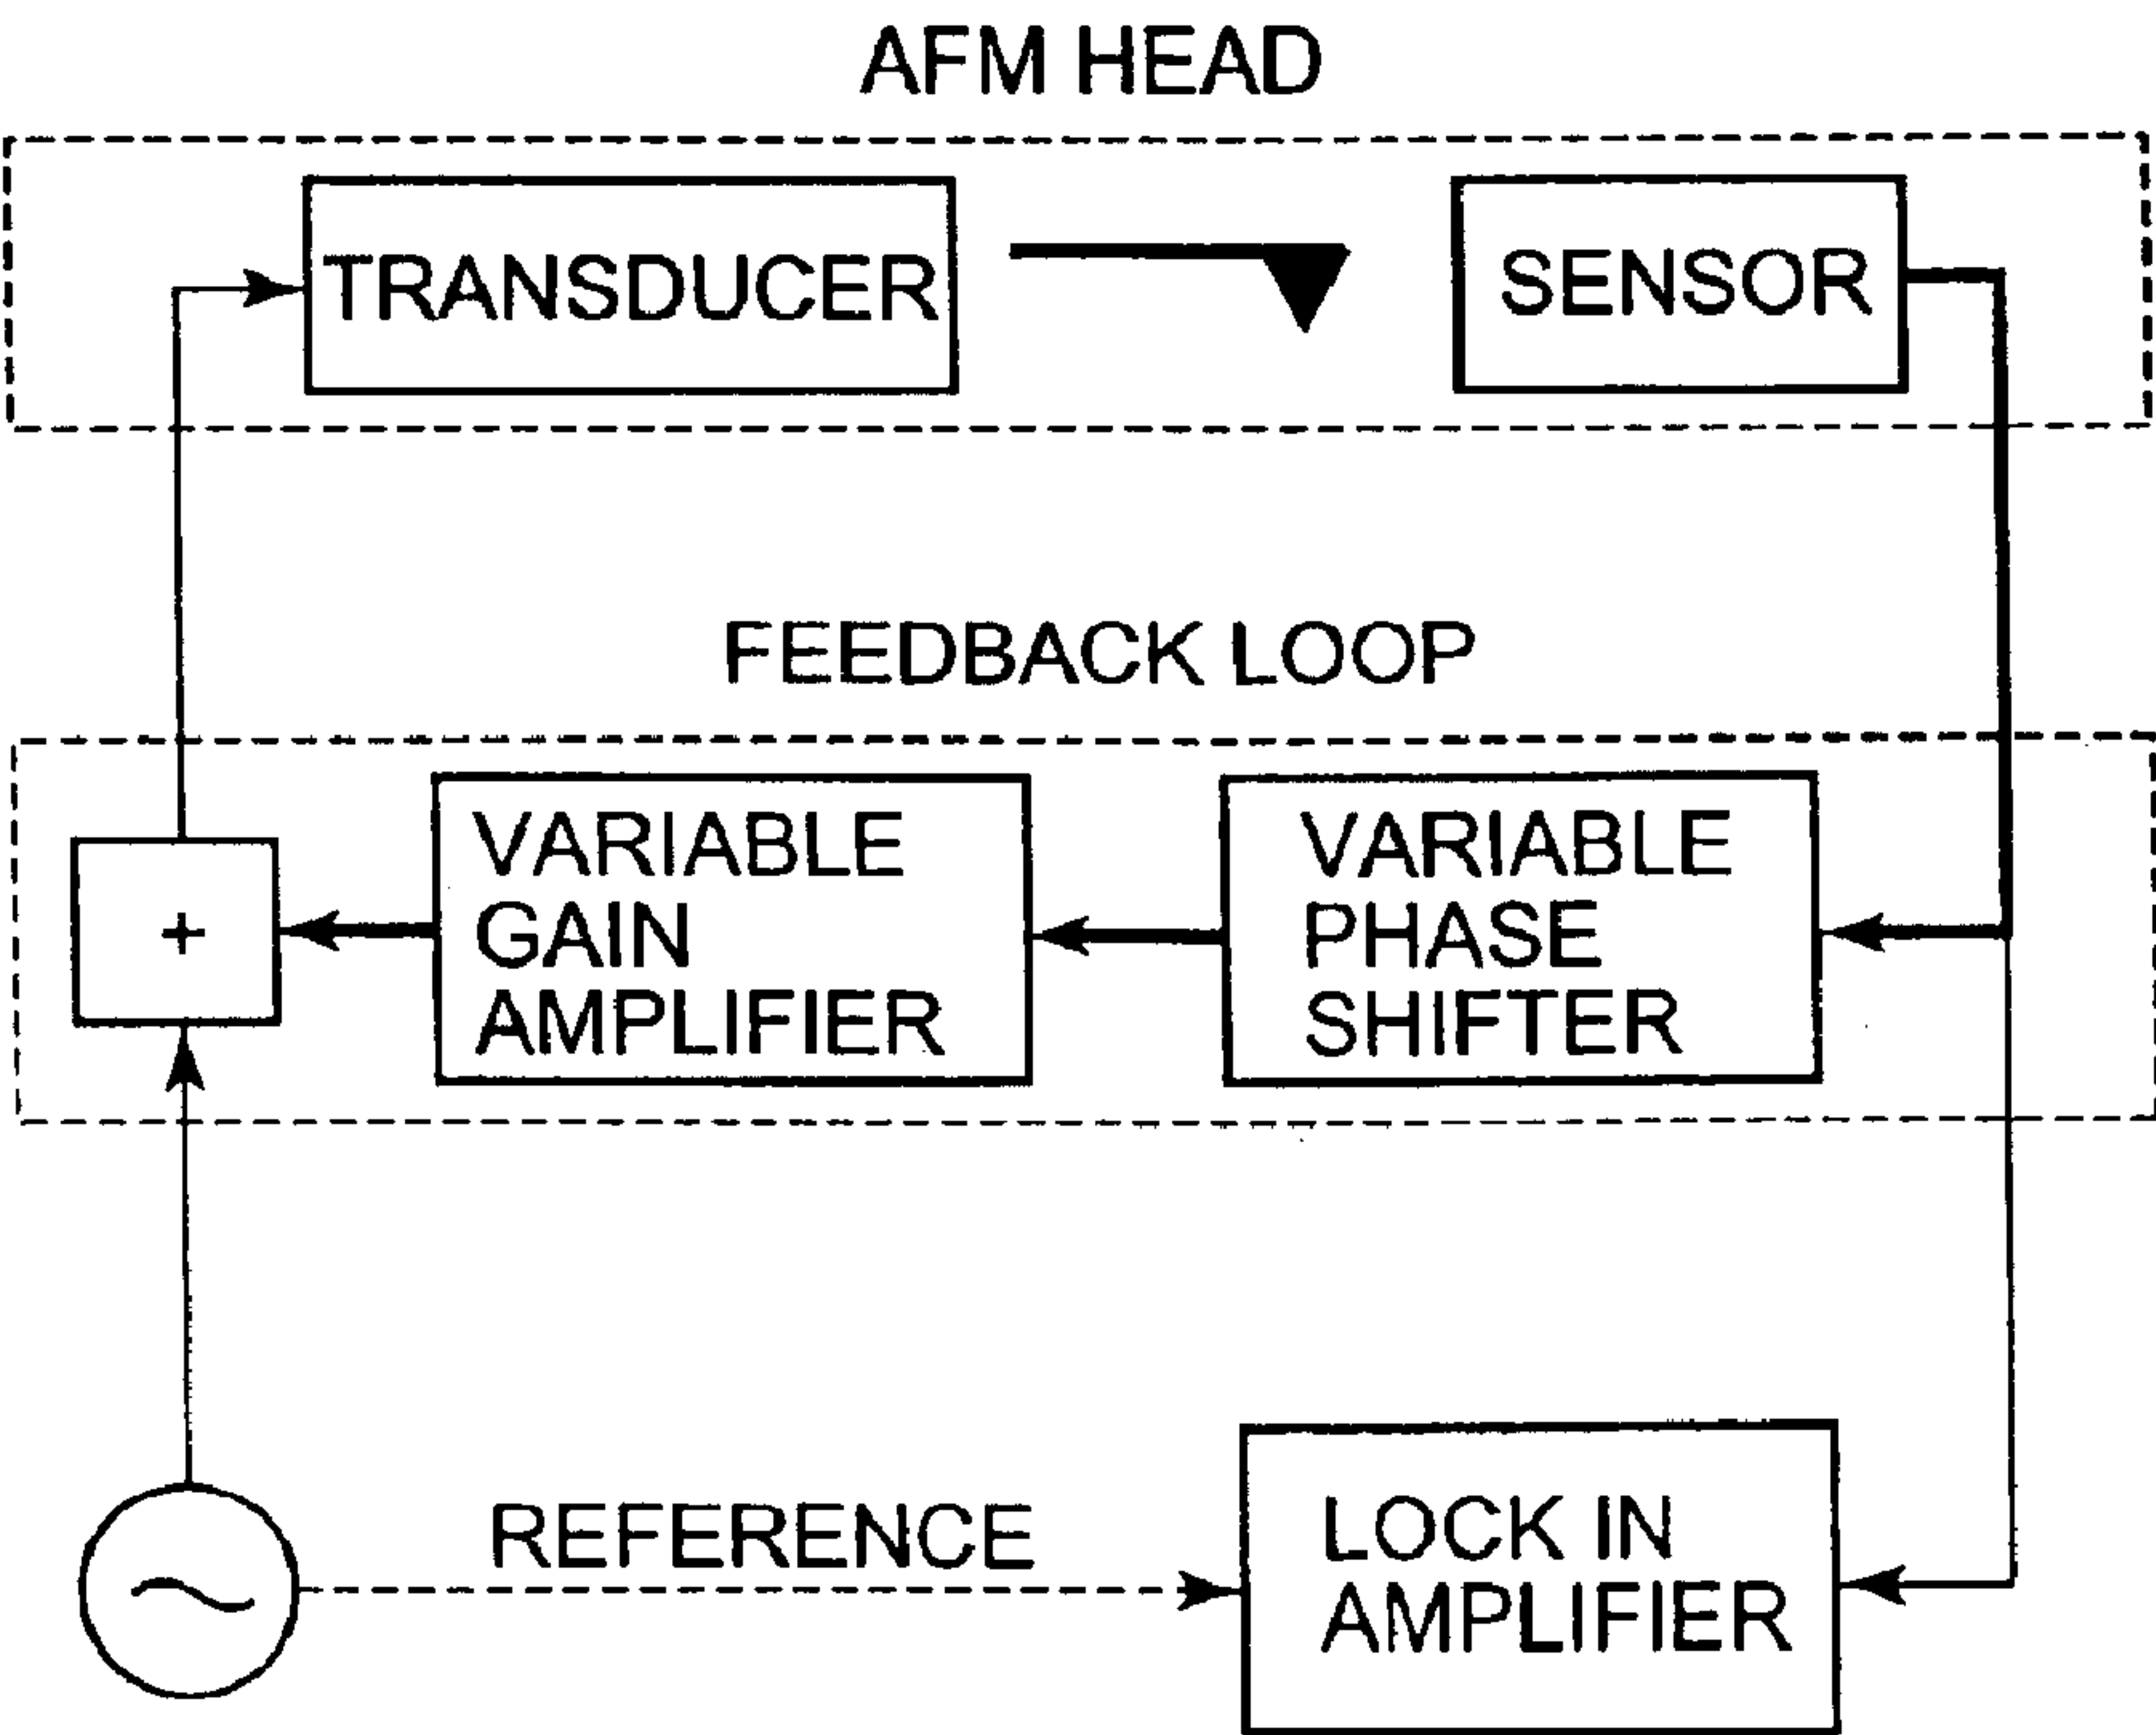 AFM HEAD
TRANSDUCER
SENSOR
FEEDBACK LOOP
+
VARIABLE
GAIN
AMPLIFIER
VARIABLE
PHASE
SHIFTER
REFERENCE
LOCK IN
AMPLIFIER